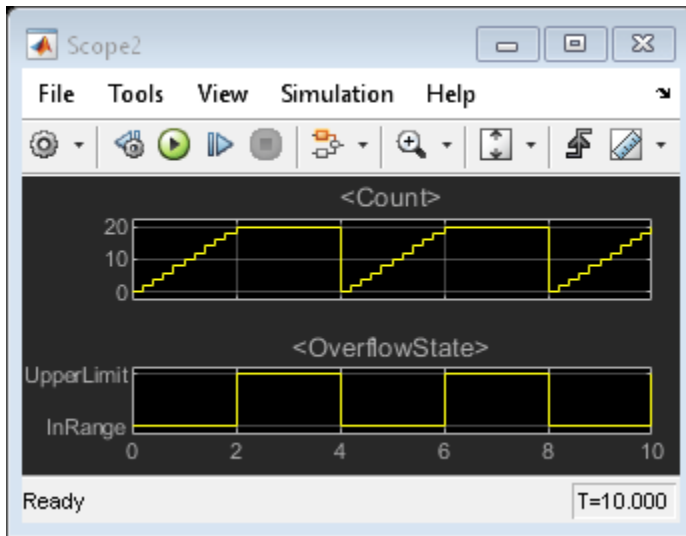 Scope2
File Tools View Simulation Help
<Count>
20
10
0
<OverflowState>
UpperLimit
InRange
0 2 4 6 8 10
Ready T=10.000